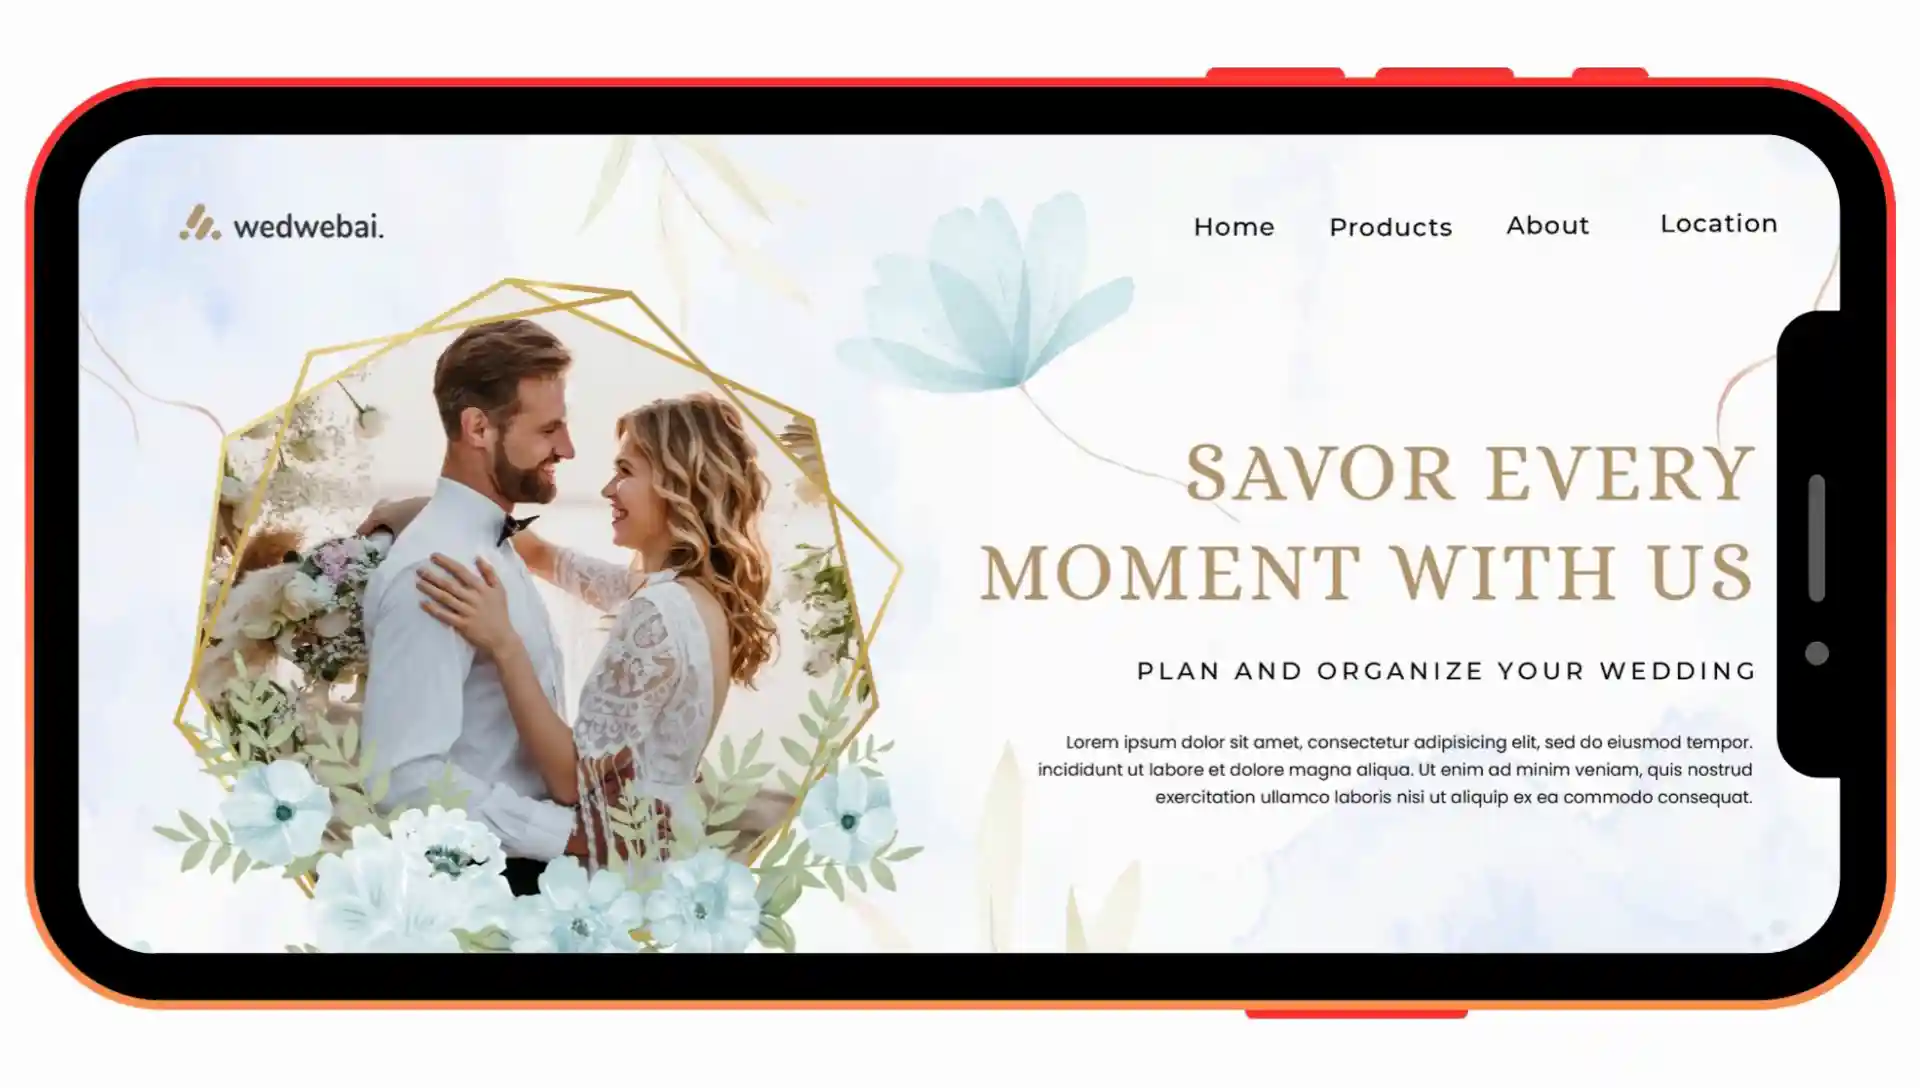 wedwebai.
Home Products About Location
SAVOR EVERY
MOMENT WITH US
PLAN AND ORGANIZE YOUR WEDDING
Lorem ipsum dolor sit amet, consectetur adipisicing elit, sed do eiusmod tempor.
incididunt ut labore et dolore magna aliqua. Ut enim ad minim veniam, quis nostrud
exercitation ullamco laboris nisi ut aliquip ex ea commodo consequat.